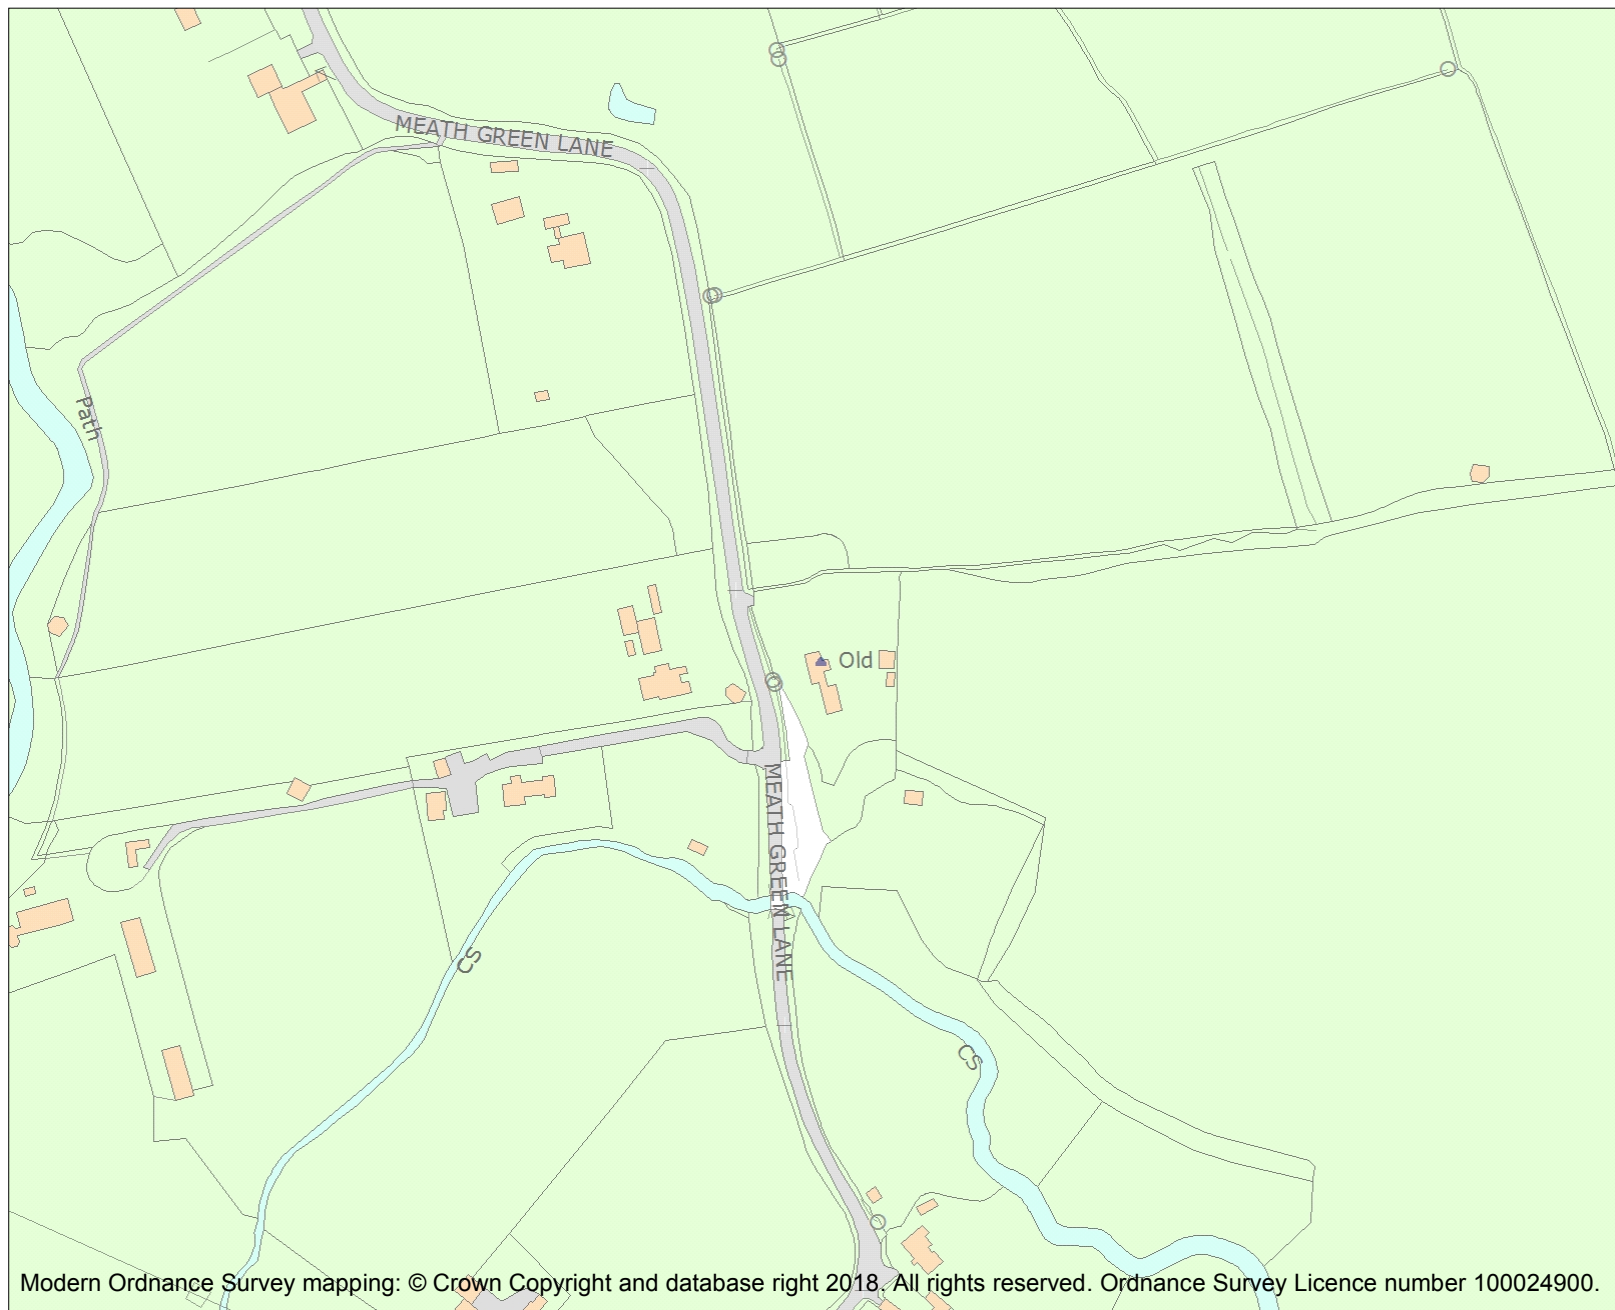 MEATH GREEN LANE
Path
Old
MEATH GREEN LANE
CS
CS
Modern Ordnance Survey mapping: © Crown Copyright and database right 2018. All rights reserved. Ordnance Survey Licence number 100024900.